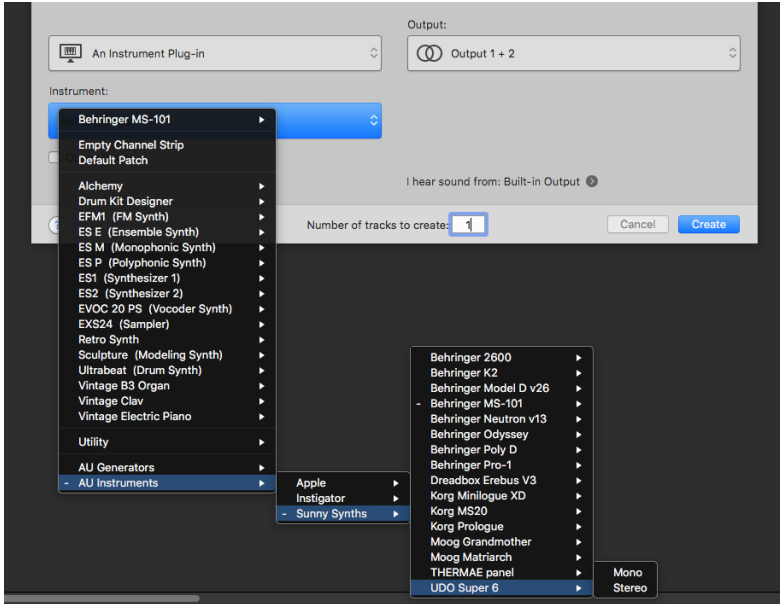 Output:
An Instrument Plug-in
Output 1 + 2
Instrument:
Behringer MS-101
Empty Channel Strip
Default Patch
Alchemy
Drum Kit Designer
EFM1 (FM Synth)
ES E (Ensemble Synth)
ES M (Monophonic Synth)
ES P (Polyphonic Synth)
ES1 (Synthesizer 1)
ES2 (Synthesizer 2)
EVOC 20 PS (Vocoder Synth)
EXS24 (Sampler)
Retro Synth
Sculpture (Modeling Synth)
Ultrabeat (Drum Synth)
Vintage B3 Organ
Vintage Clav
Vintage Electric Piano
Utility
AU Generators
- AU Instruments
I hear sound from: Built-in Output
Number of tracks to create: 1
Cancel
Create
Apple
Instigator
- Sunny Synths
Behringer 2600
Behringer K2
Behringer Model D v26
- Behringer MS-101
Behringer Neutron v13
Behringer Odyssey
Behringer Poly D
Behringer Pro-1
Dreadbox Erebus V3
Korg Minilogue XD
Korg MS20
Korg Prologue
Moog Grandmother
Moog Matriarch
THERMAE panel
UDO Super 6
Mono
Stereo